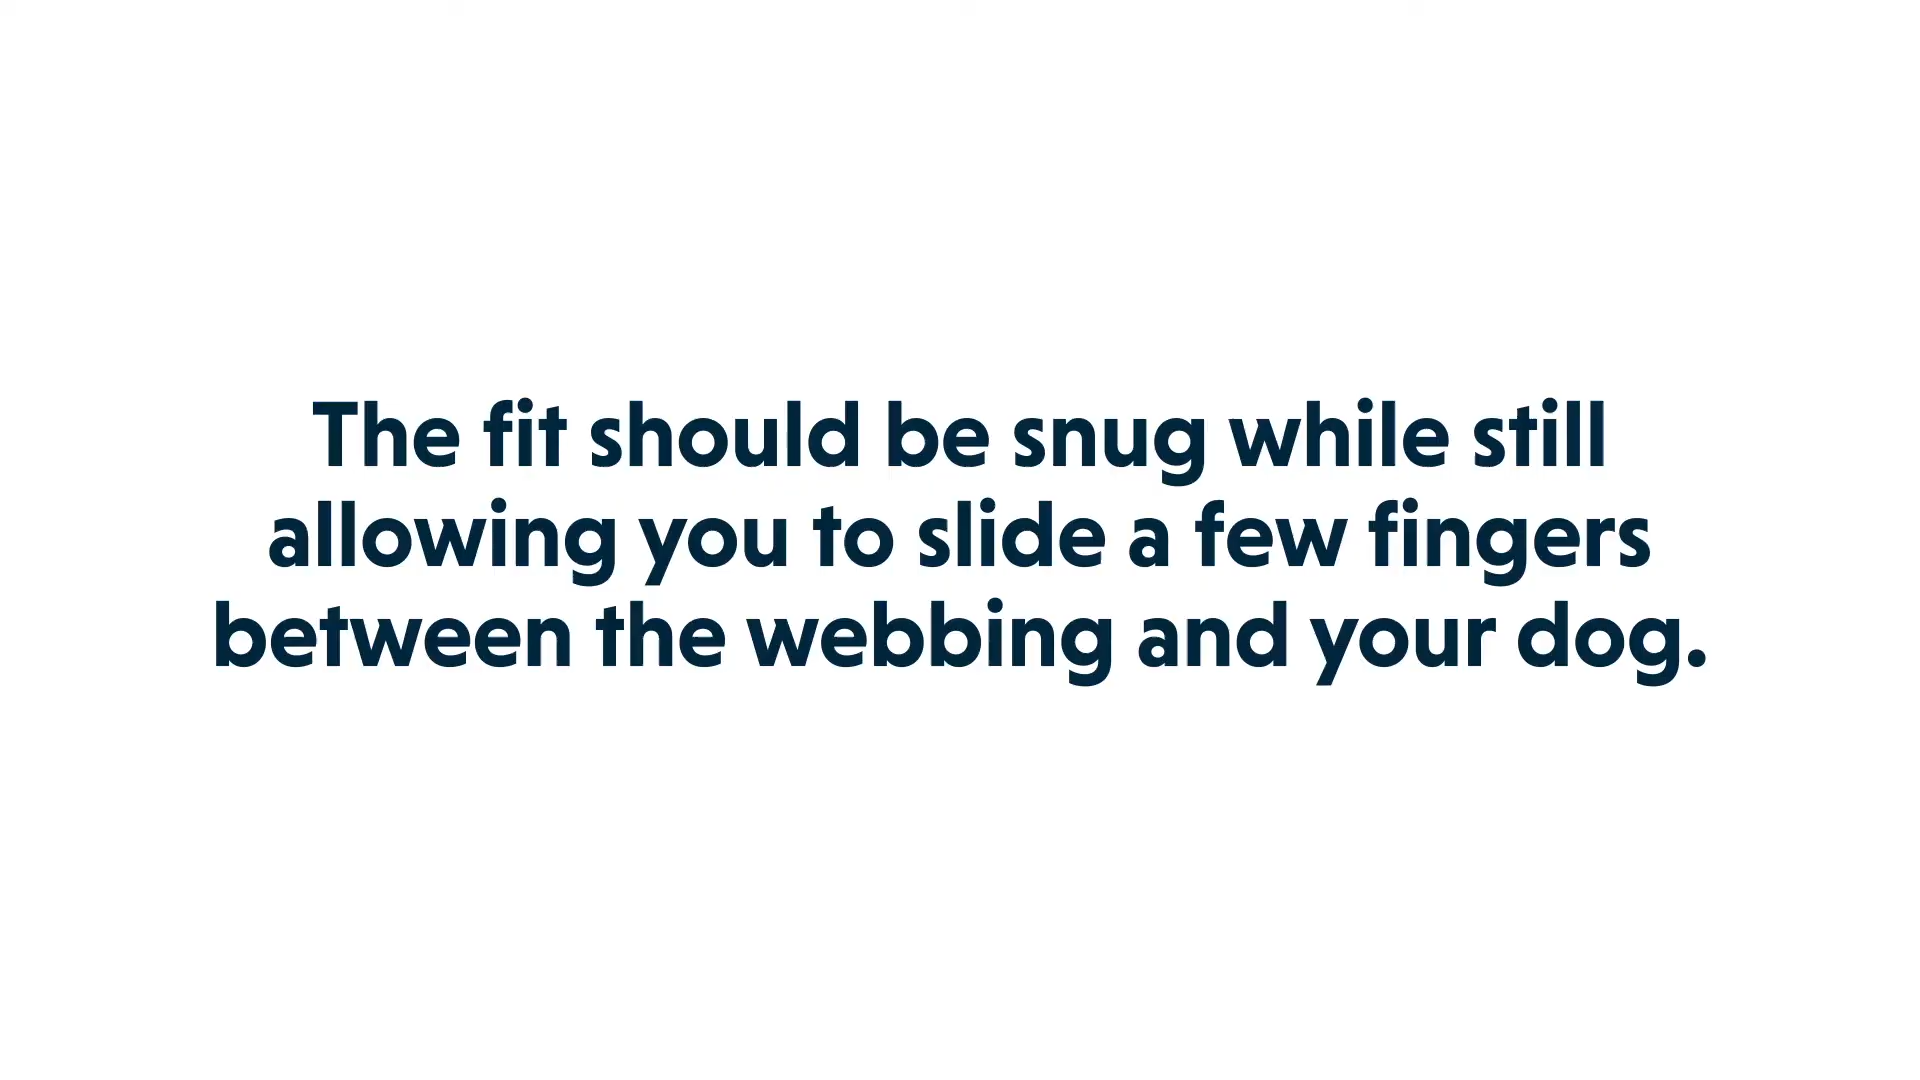 The fit should be snug while still
allowing you to slide a few fingers
between the webbing and your dog.